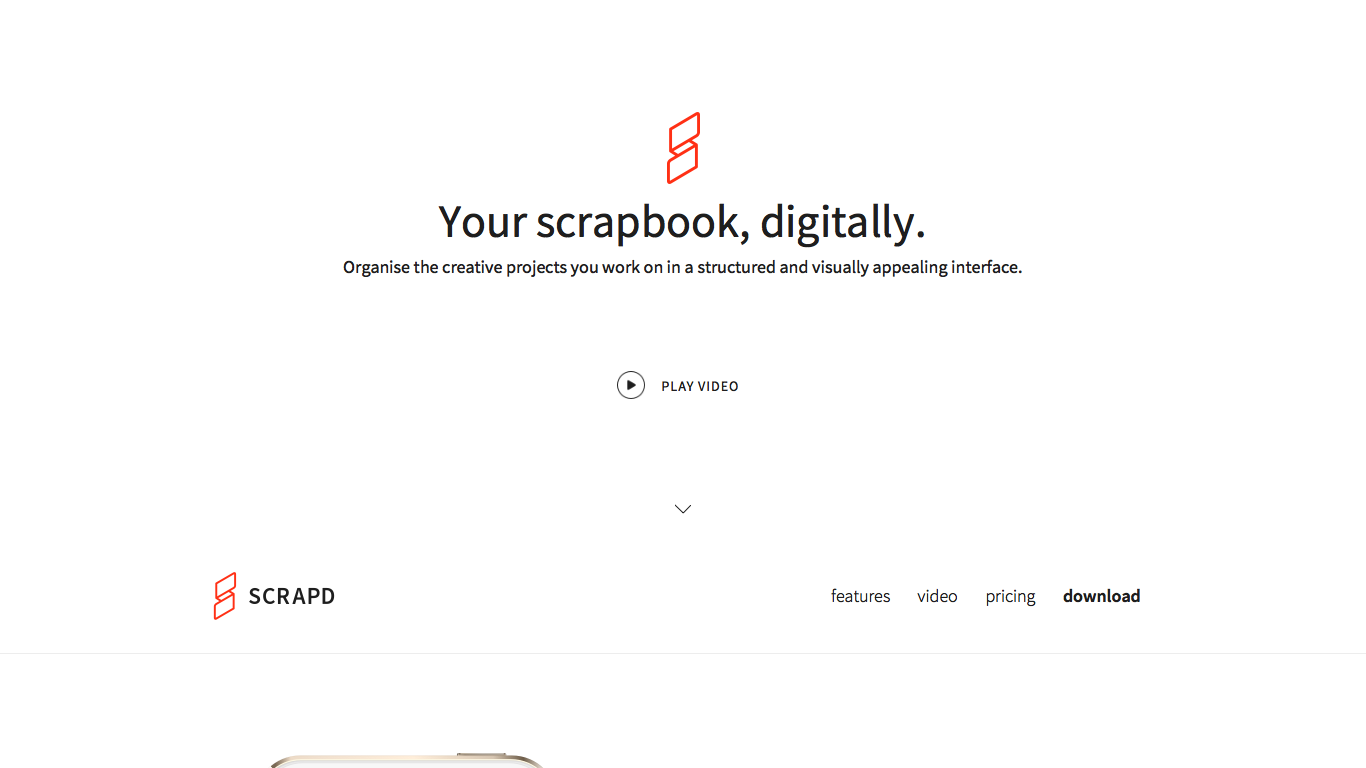 Your scrapbook, digitally.
Organise the creative projects you work on in a structured and visually appealing interface.
PLAY VIDEO
SCRAPD
features video pricing download